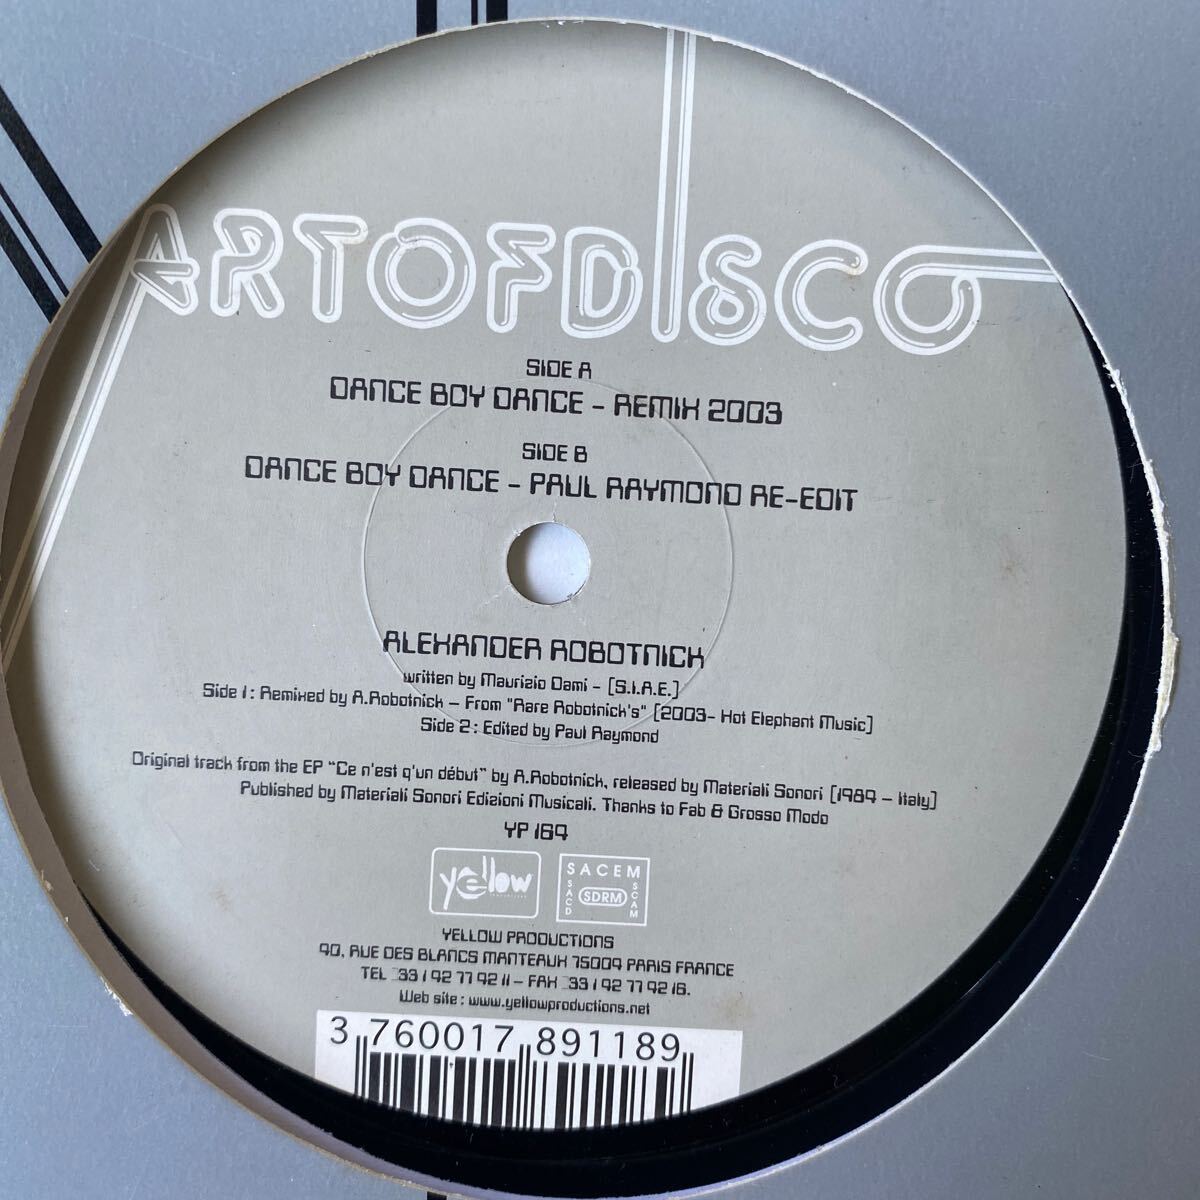 ARTOFDISCO
SIDE A
DANCE BOY DANCE - REMIX 2003
SIDE B
DANCE BOY DANCE - PAUL RAYMOND RE-EDIT
ALEXANDER ROBOTNICK
written by Maurizio Dami - [S.I.A.E.]
Side 1: Remixed by A.Robotnick - From "Rare Robotnick's" [2003- Hot Elephant Music]
Side 2: Edited by Paul Raymond
Original track from the EP "Ce n'est q'un début" by A.Robotnick, released by Materiali Sonori [1984 - Italy]
Published by Materiali Sonori Edizioni Musicali. Thanks to Fab & Grosso Modo
YP 164
yellow
SACEM
SACD
SDRM
SCAM
YELLOW PRODUCTIONS
40, RUE DES BLANCS MANTEAUX 75004 PARIS FRANCE
TEL 33 1 42 77 42 11 - FAX 33 1 42 77 42 16.
Web site: www.yellowproductions.net
3 760017 891189